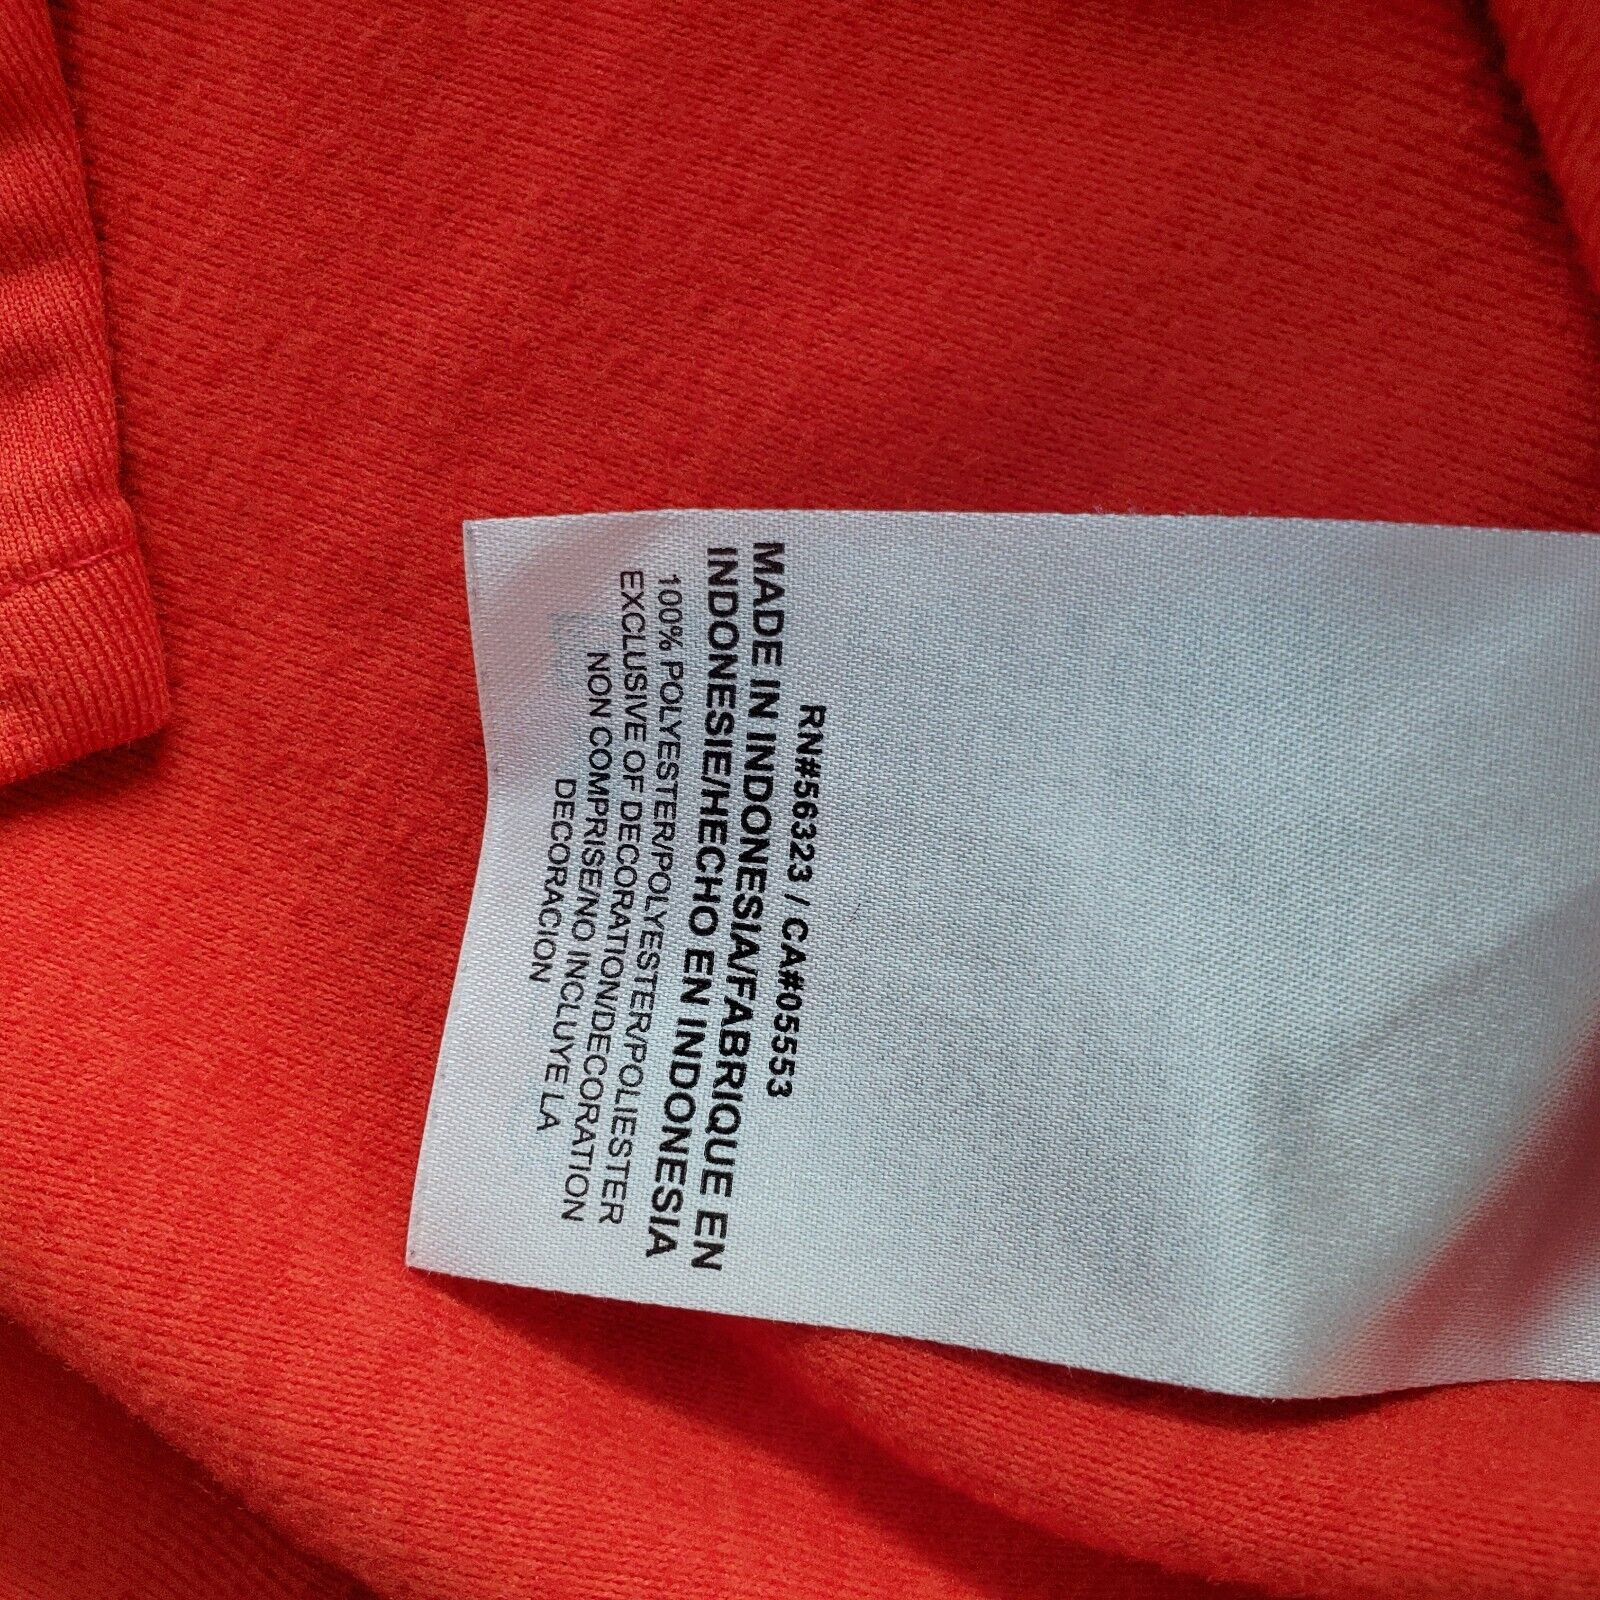 RN#56323 / CA#05553
MADE IN INDONESIA/FABRIQUE EN
INDONESIE/HECHO EN INDONESIA
100% POLYESTER/POLYESTER/POLIESTER
EXCLUSIVE OF DECORATION/DECORATION
NON COMPRISE/NO INCLUYE LA
DECORACION